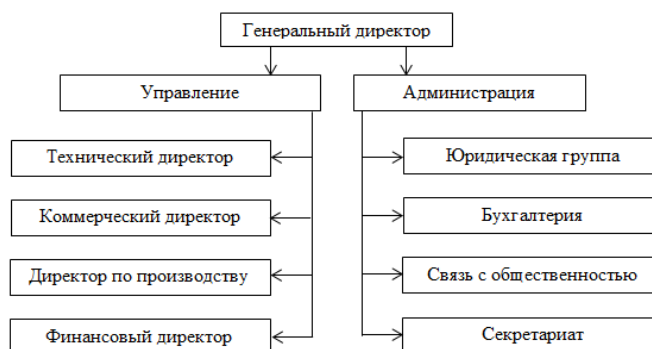 Генеральный директор
Управление
Администрация
Технический директор
Юридическая группа
Коммерческий директор
Бухгалтерия
Директор по производству
Связь с общественностью
Финансовый директор
Секретариат